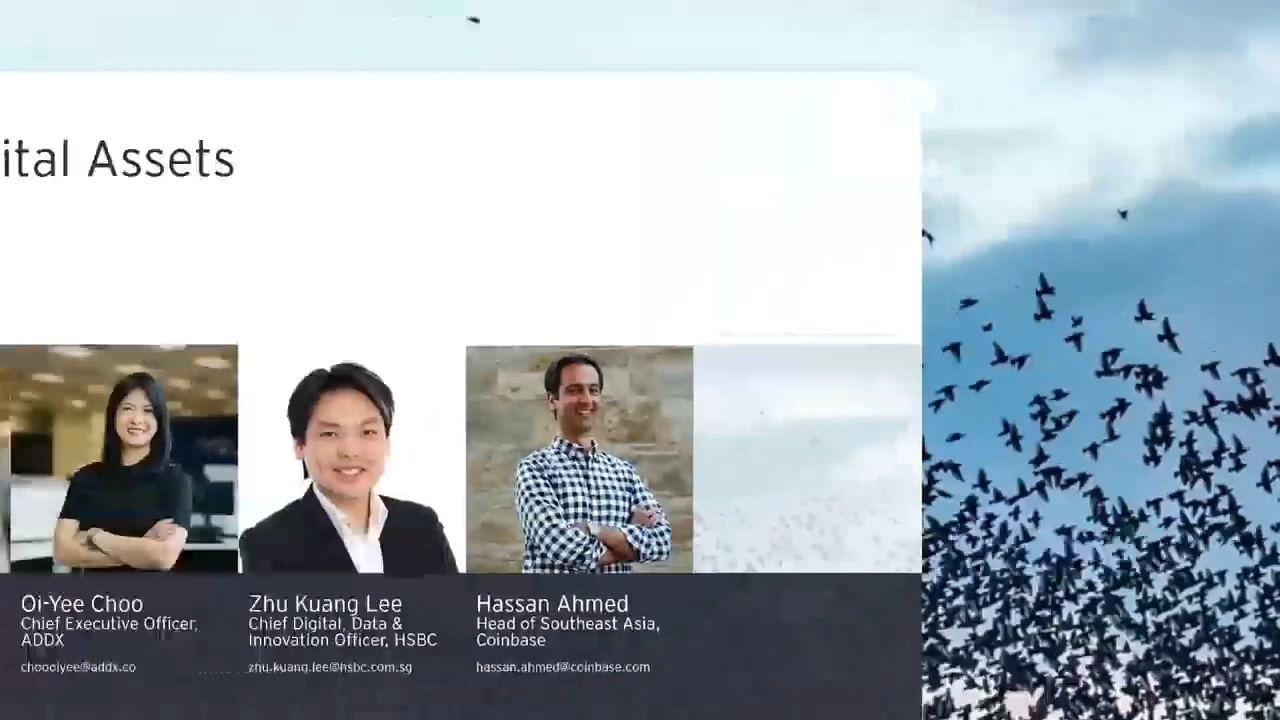 ital Assets
Oi-Yee Choo
Chief Executive Officer,
ADDX
chooolyee@addx.co
Zhu Kuang Lee
Chief Digital, Data &
Innovation Officer, HSBC
zhu.kuang.lee@hsbc.com.sg
Hassan Ahmed
Head of Southeast Asia,
Coinbase
hassan.ahmed@coinbase.com